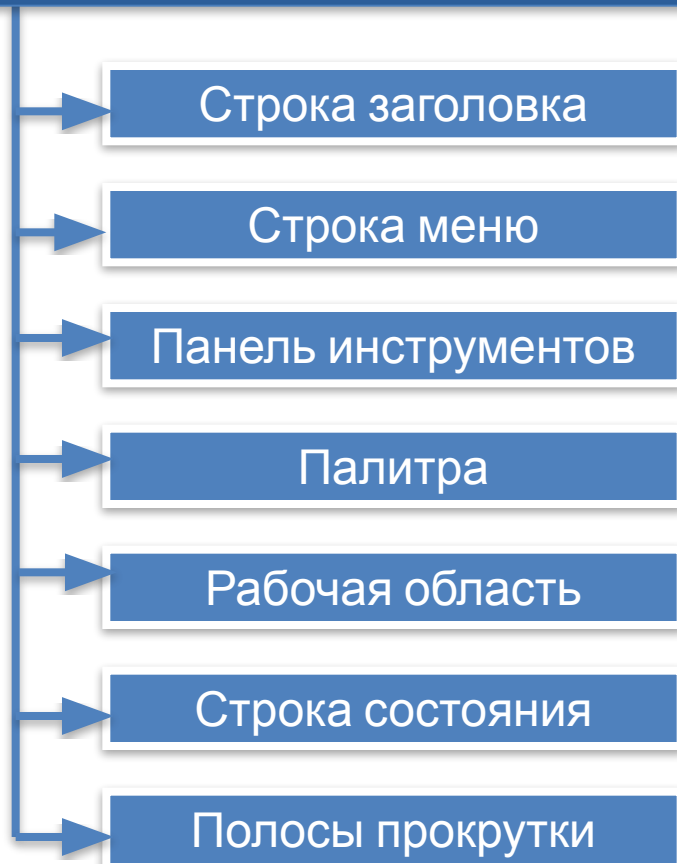 Строка заголовка
Строка меню
Панель инструментов
Палитра
Рабочая область
Строка состояния
Полосы прокрутки